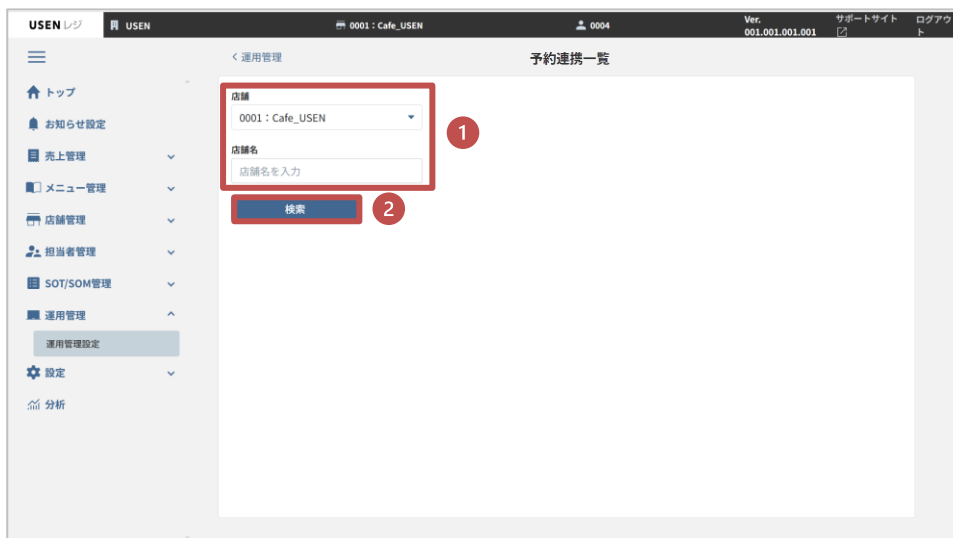 USEN レジ
USEN
0001：Cafe_USEN
0004
Ver.
001.001.001.001
サポートサイト
ログアウ
ト
運用管理
予約連携一覧
トップ
お知らせ設定
売上管理
メニュー管理
店舗管理
担当者管理
SOT/SOM管理
運用管理
運用管理設定
設定
分析
店舗
0001：Cafe_USEN
1
店舗名
店舗名を入力
検索
2